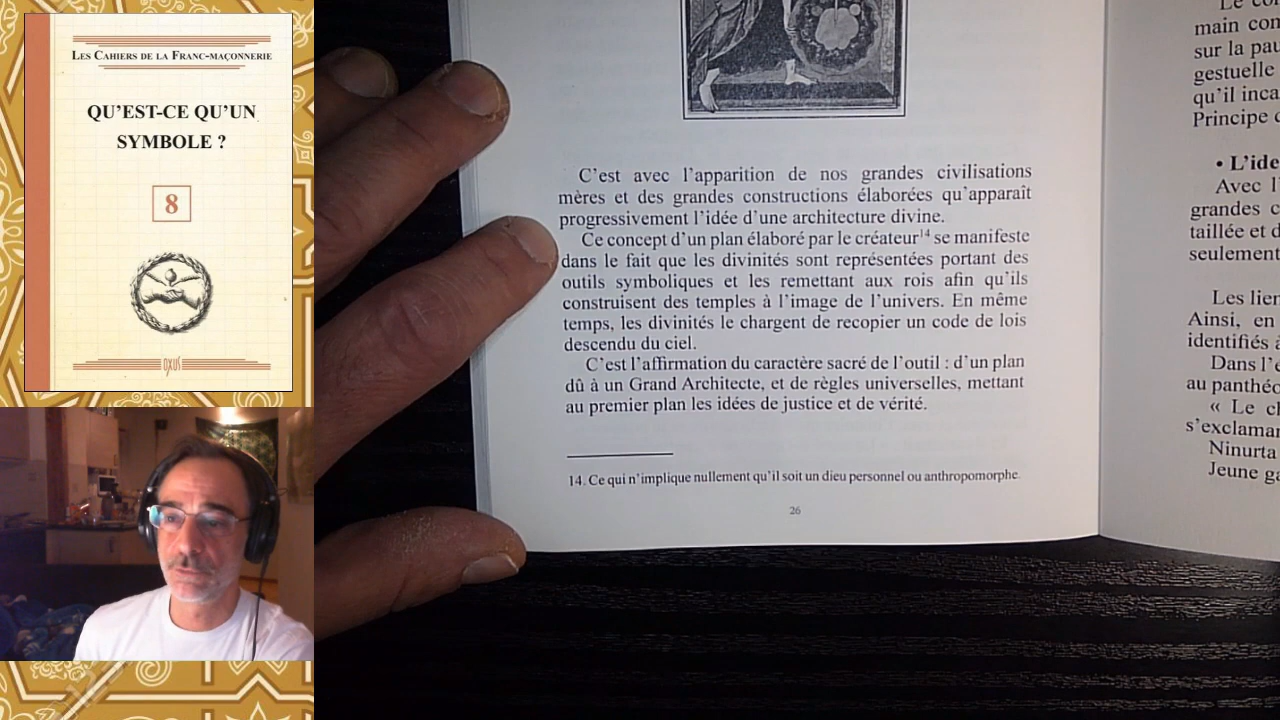 LES CAHIERS DE LA FRANC-MAÇONNERIE
QU'EST-CE QU'UN
SYMBOLE ?
8
OXUS
C'est avec l'apparition de nos grandes civilisations
mères et des grandes constructions élaborées qu'apparaît
progressivement l'idée d'une architecture divine.
Ce concept d'un plan élaboré par le créateur14 se manifeste
dans le fait que les divinités sont représentées portant des
outils symboliques et les remettant aux rois afin qu'ils
construisent des temples à l'image de l'univers. En même
temps, les divinités le chargent de recopier un code de lois
descendu du ciel.
C'est l'affirmation du caractère sacré de l'outil : d'un plan
dû à un Grand Architecte, et de règles universelles, mettant
au premier plan les idées de justice et de vérité.
14. Ce qui n'implique nullement qu'il soit un dieu personnel ou anthropomorphe.
26
Le
main
sur la
gestuelle
qu'il
Principe
• 
Avec
grandes
taillée et
seulement
Les
Ainsi, en
identifiés
Dans
au
« Le
Ninurta
Jeune